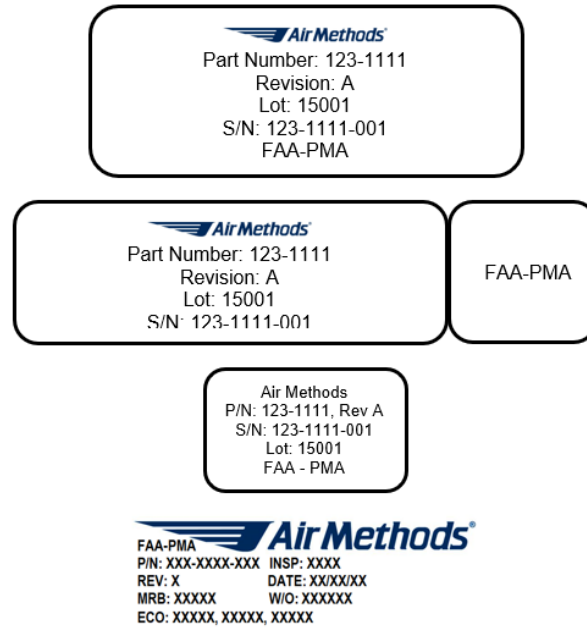 Air Methods®
Part Number: 123-1111
Revision: A
Lot: 15001
S/N: 123-1111-001
FAA-PMA
Air Methods®
Part Number: 123-1111
Revision: A
Lot: 15001
S/N: 123-1111-001
FAA-PMA
Air Methods
P/N: 123-1111, Rev A
S/N: 123-1111-001
Lot: 15001
FAA - PMA
FAA-PMA Air Methods®
P/N: XXX-XXXX-XXX INSP: XXXX
REV: X DATE: XX/XX/XX
MRB: XXXXX W/O: XXXXXX
ECO: XXXXX, XXXXX, XXXXX